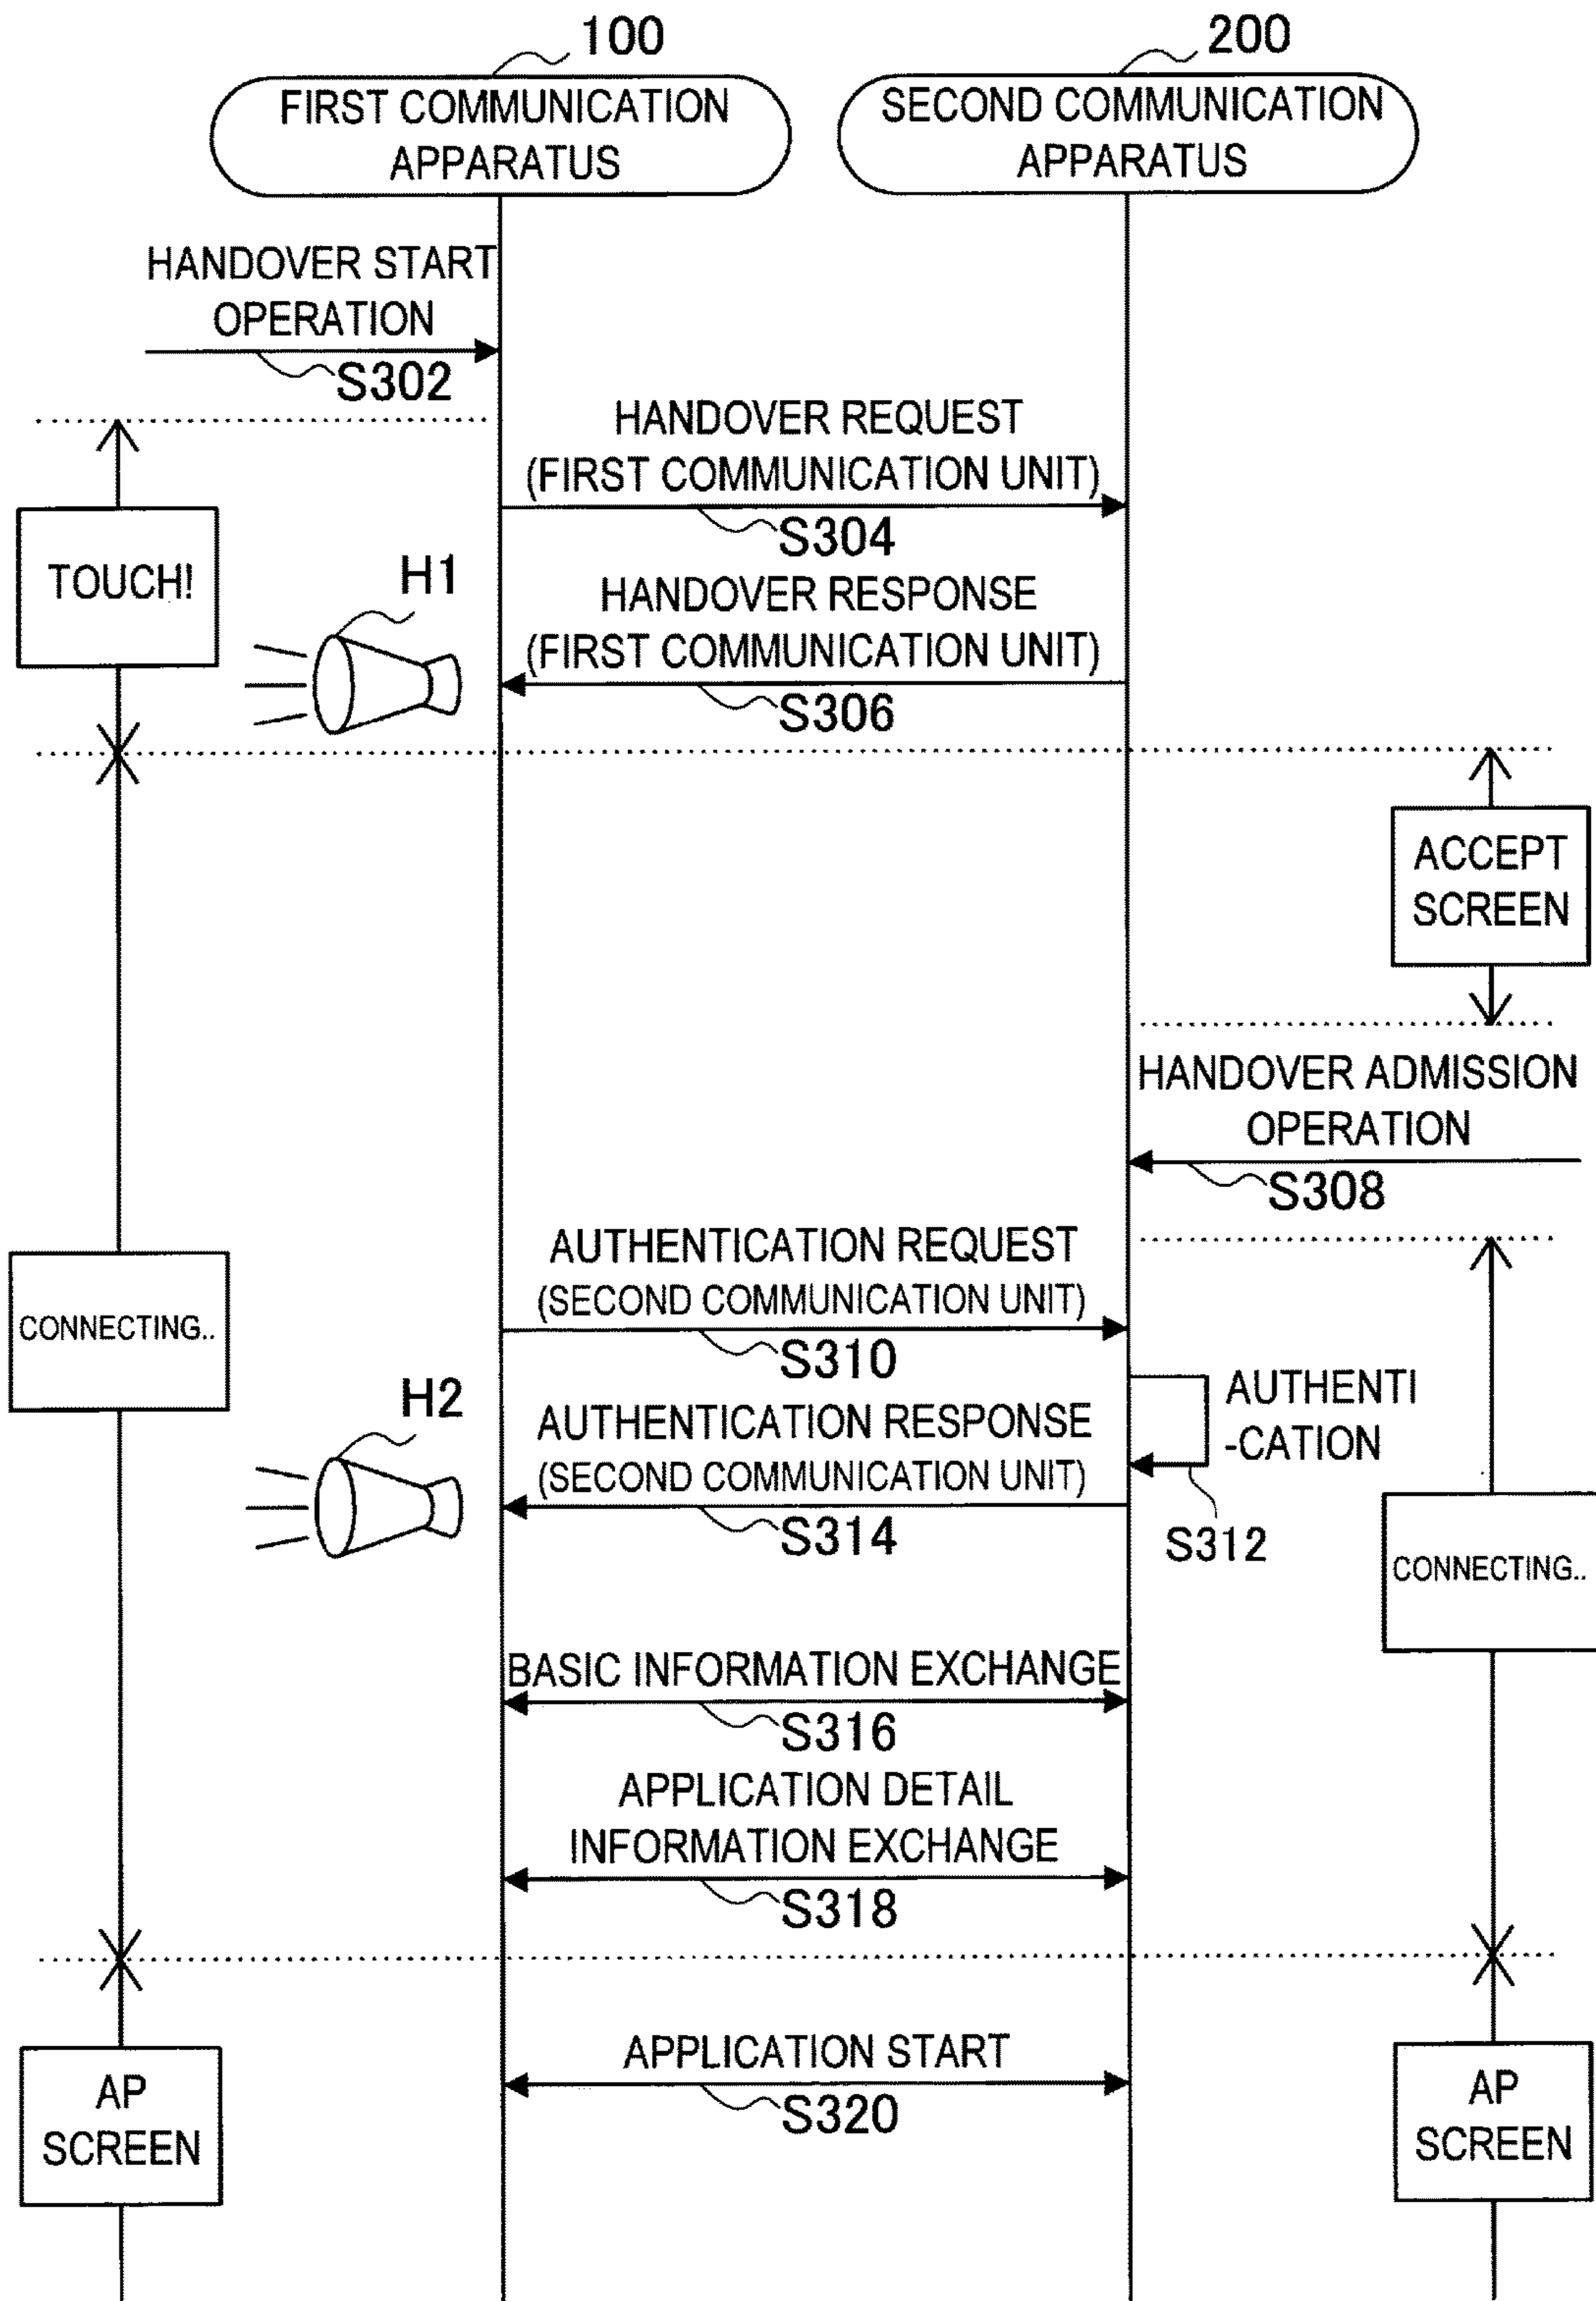 100
200
FIRST COMMUNICATION
APPARATUS
SECOND COMMUNICATION
APPARATUS
HANDOVER START
OPERATION
S302
HANDOVER REQUEST
(FIRST COMMUNICATION UNIT)
S304
TOUCH!
H1
HANDOVER RESPONSE
(FIRST COMMUNICATION UNIT)
S306
ACCEPT
SCREEN
HANDOVER ADMISSION
OPERATION
S308
AUTHENTICATION REQUEST
(SECOND COMMUNICATION UNIT)
S310
CONNECTING..
H2
AUTHENTI
-CATION
S312
AUTHENTICATION RESPONSE
(SECOND COMMUNICATION UNIT)
S314
CONNECTING..
BASIC INFORMATION EXCHANGE
S316
APPLICATION DETAIL
INFORMATION EXCHANGE
S318
APPLICATION START
S320
AP
SCREEN
AP
SCREEN